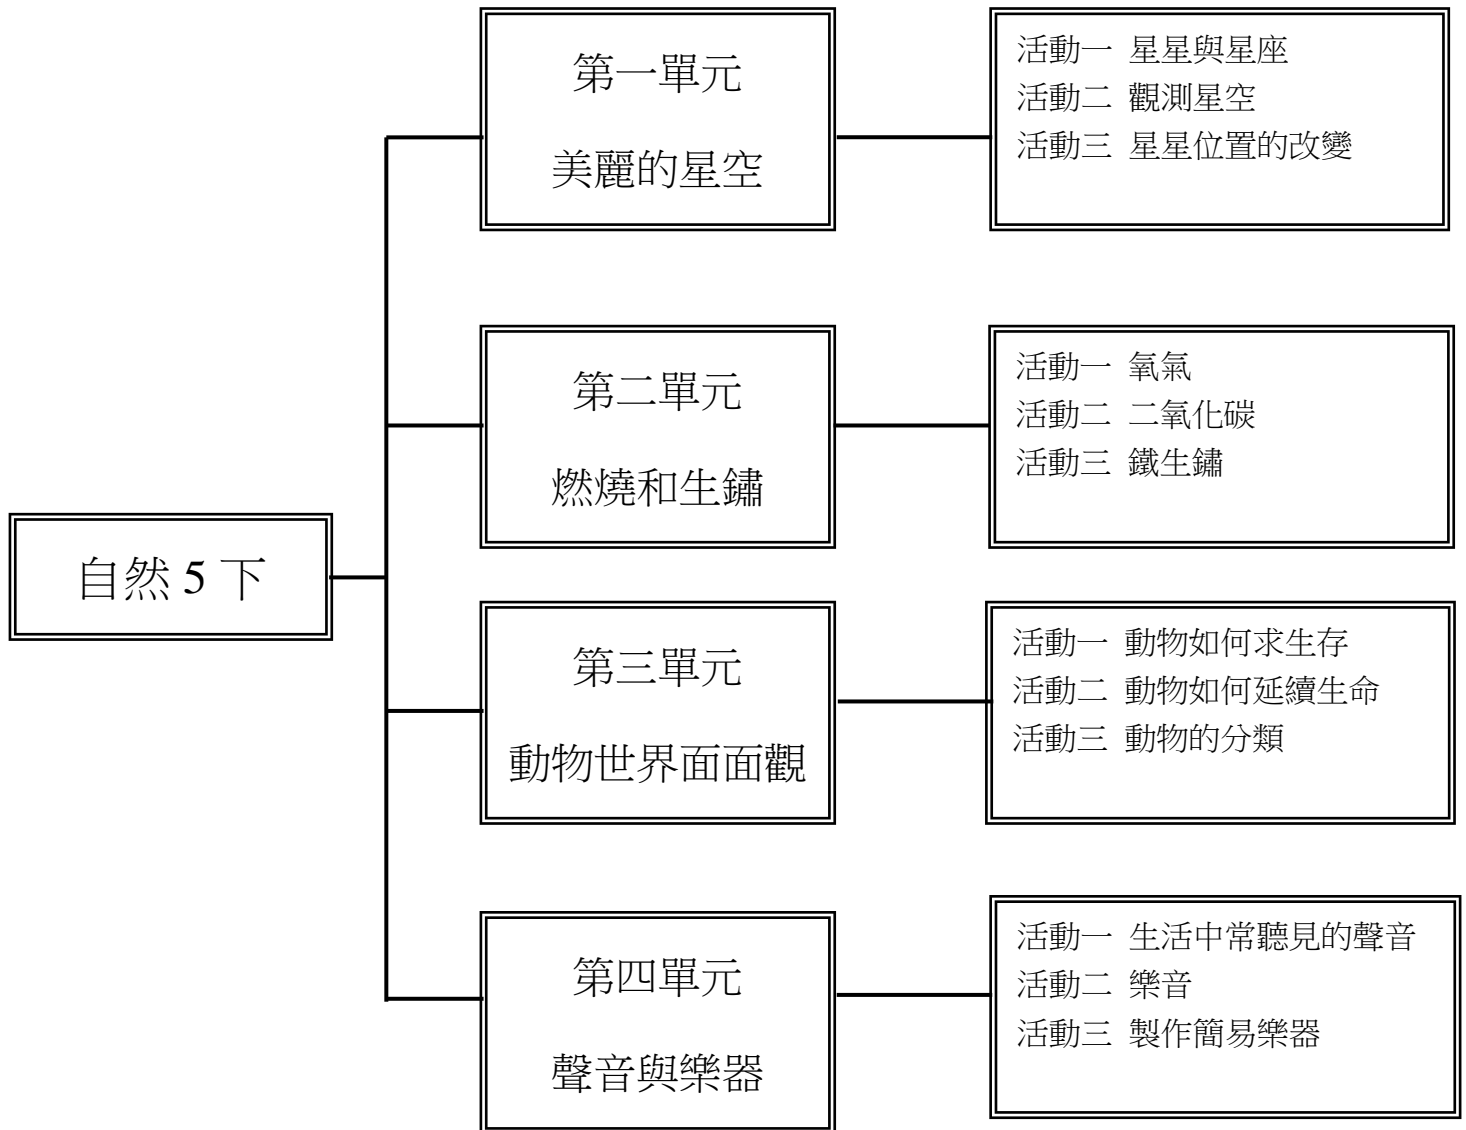 自然 5 下
第一單元
美麗的星空
活動一 星星與星座
活動二 觀測星空
活動三 星星位置的改變
第二單元
燃燒和生鏽
活動一 氧氣
活動二 二氧化碳
活動三 鐵生鏽
第三單元
動物世界面面觀
活動一 動物如何求生存
活動二 動物如何延續生命
活動三 動物的分類
第四單元
聲音與樂器
活動一 生活中常聽見的聲音
活動二 樂音
活動三 製作簡易樂器